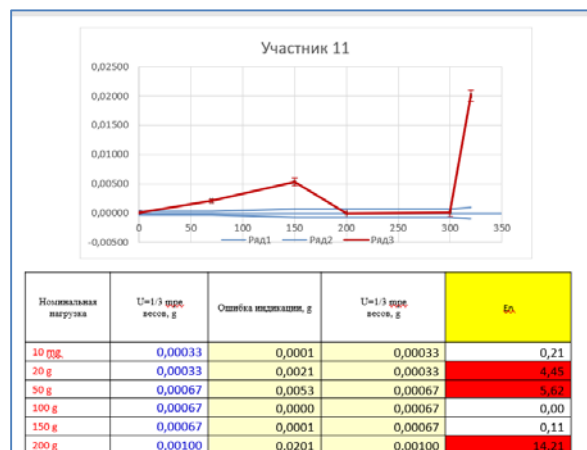 Участник 11
0,02500
0,02000
0,01500
0,01000
0,00500
0,00000
-0,00500
0 50 100 150 200 250 300 350
Ряд1 Ряд2 Ряд3
Номинальная нагрузка U=1/3 mpe весов, g Ошибка индикации, g U=1/3 mpe весов, g En
10 mg 0,00033 0,0001 0,00033 0,21
20 g 0,00033 0,0021 0,00033 4,45
50 g 0,00067 0,0053 0,00067 5,62
100 g 0,00067 0,0000 0,00067 0,00
150 g 0,00067 0,0001 0,00067 0,11
200 g 0,00100 0,0201 0,00100 14,21